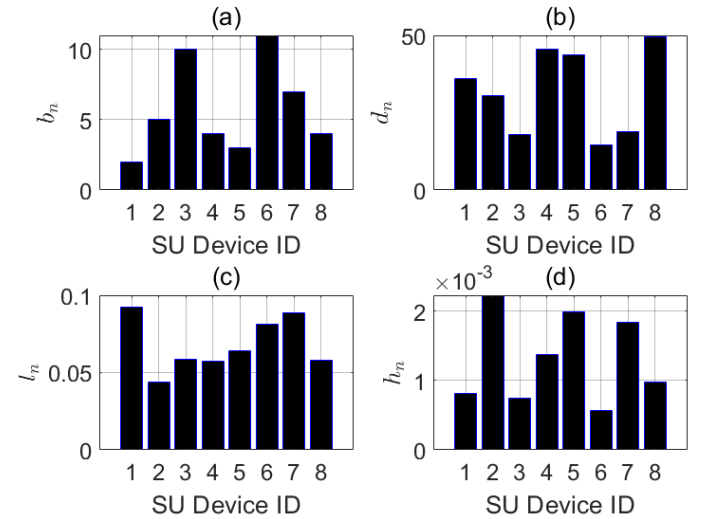 (a)
10
5
0
b_n
1 2 3 4 5 6 7 8
SU Device ID
(b)
50
0
d_n
1 2 3 4 5 6 7 8
SU Device ID
(c)
0.1
0.05
0
l_n
1 2 3 4 5 6 7 8
SU Device ID
(d)
×10^-3
2
1
0
h_n
1 2 3 4 5 6 7 8
SU Device ID